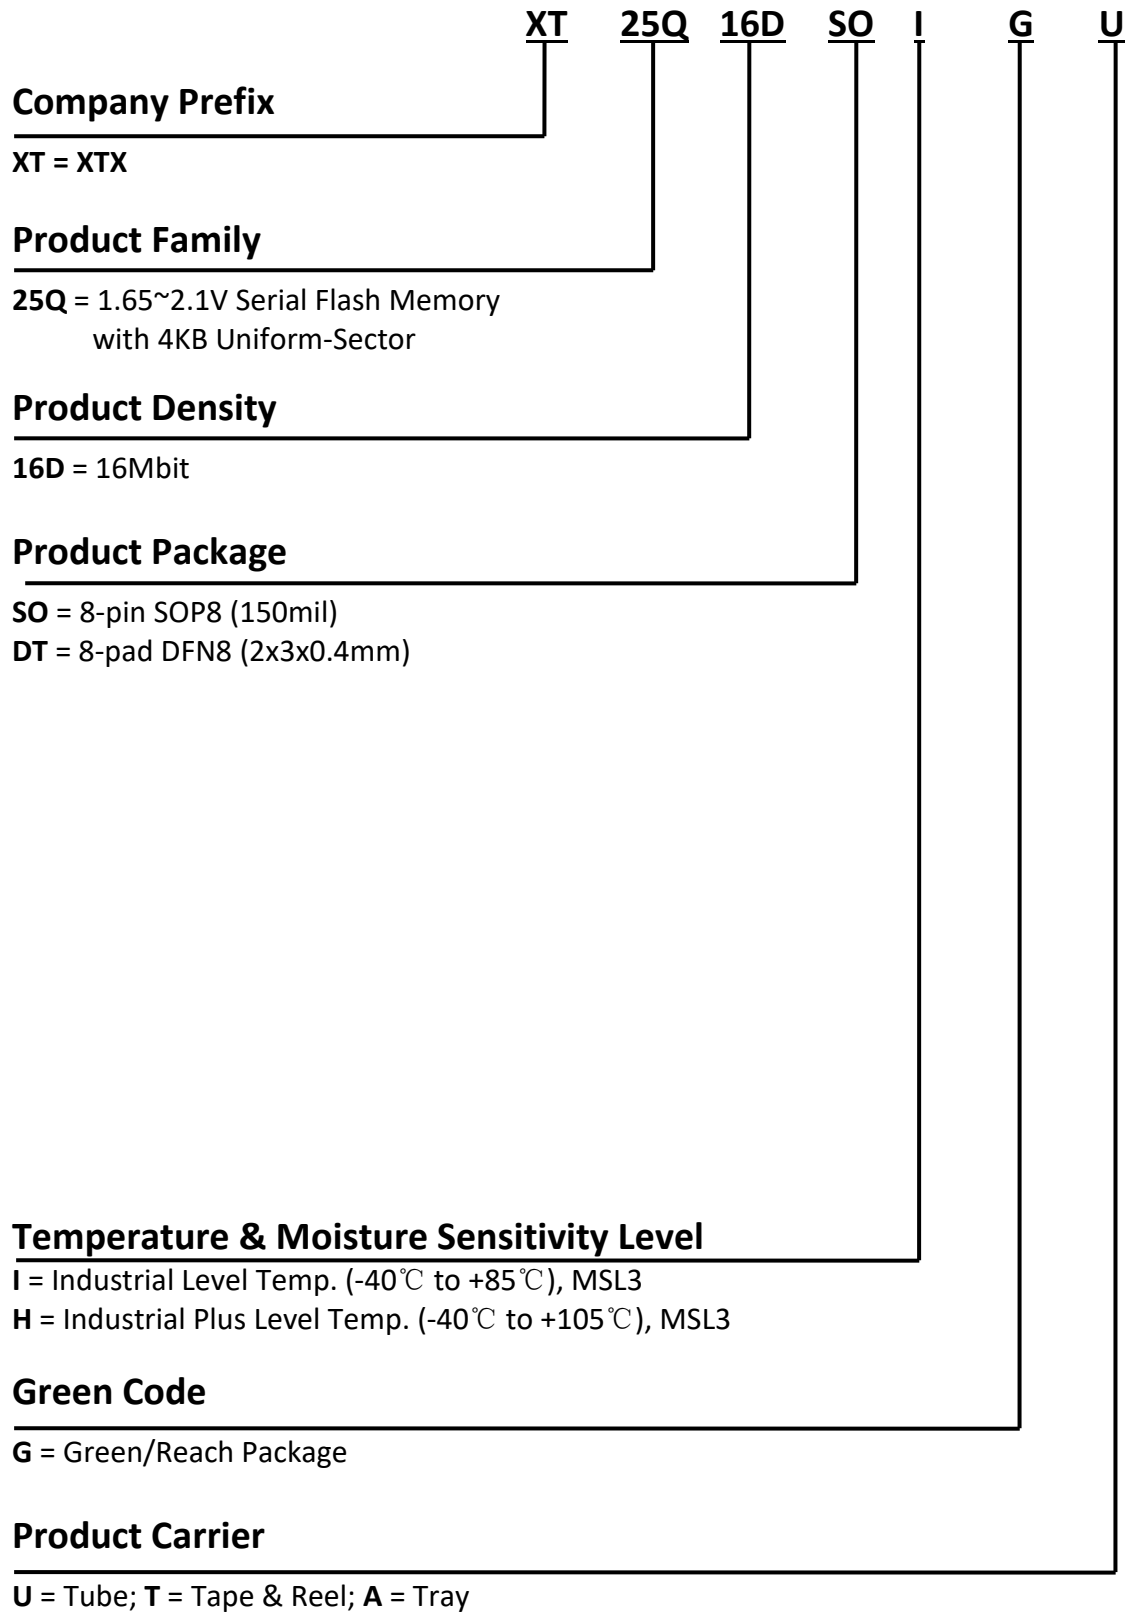 XT 25Q 16D SO I G U
Company Prefix
XT = XTX
Product Family
25Q = 1.65~2.1V Serial Flash Memory
with 4KB Uniform-Sector
Product Density
16D = 16Mbit
Product Package
SO = 8-pin SOP8 (150mil)
DT = 8-pad DFN8 (2x3x0.4mm)
Temperature & Moisture Sensitivity Level
I = Industrial Level Temp. (-40℃ to +85℃), MSL3
H = Industrial Plus Level Temp. (-40℃ to +105℃), MSL3
Green Code
G = Green/Reach Package
Product Carrier
U = Tube; T = Tape & Reel; A = Tray